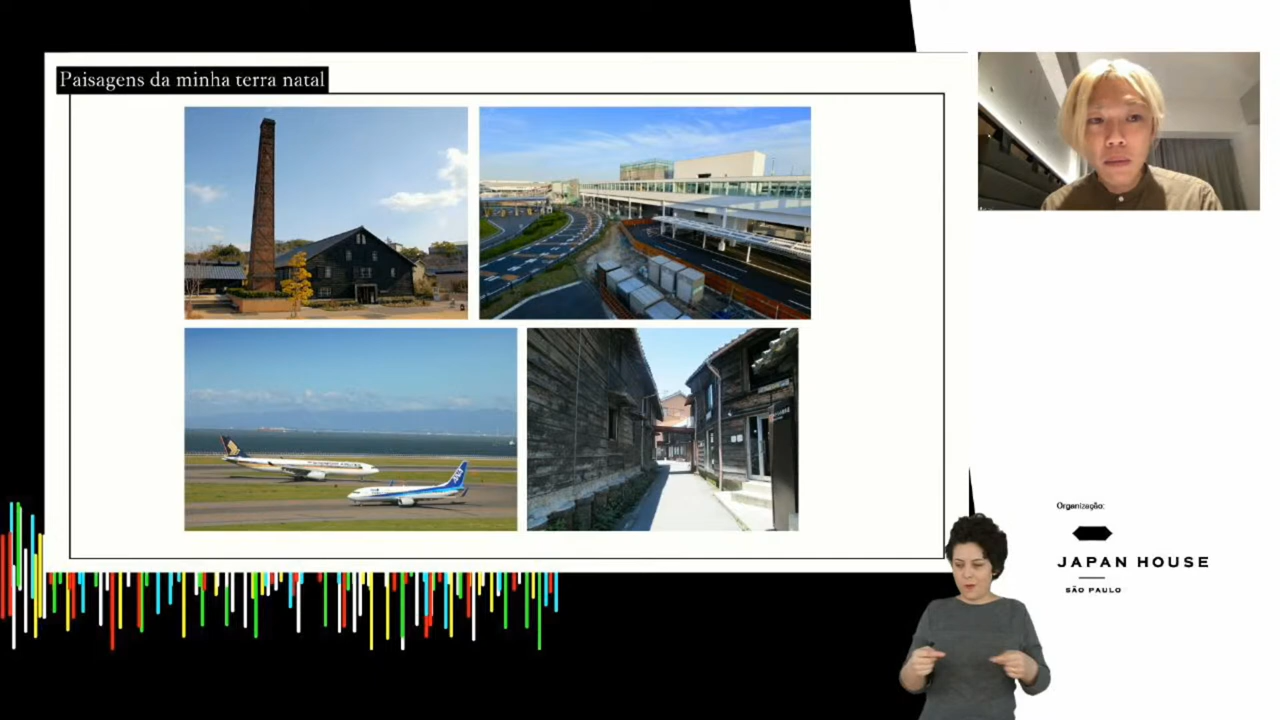 Paisagens da minha terra natal
Organização:
JAPAN HOUSE
SÃO PAULO